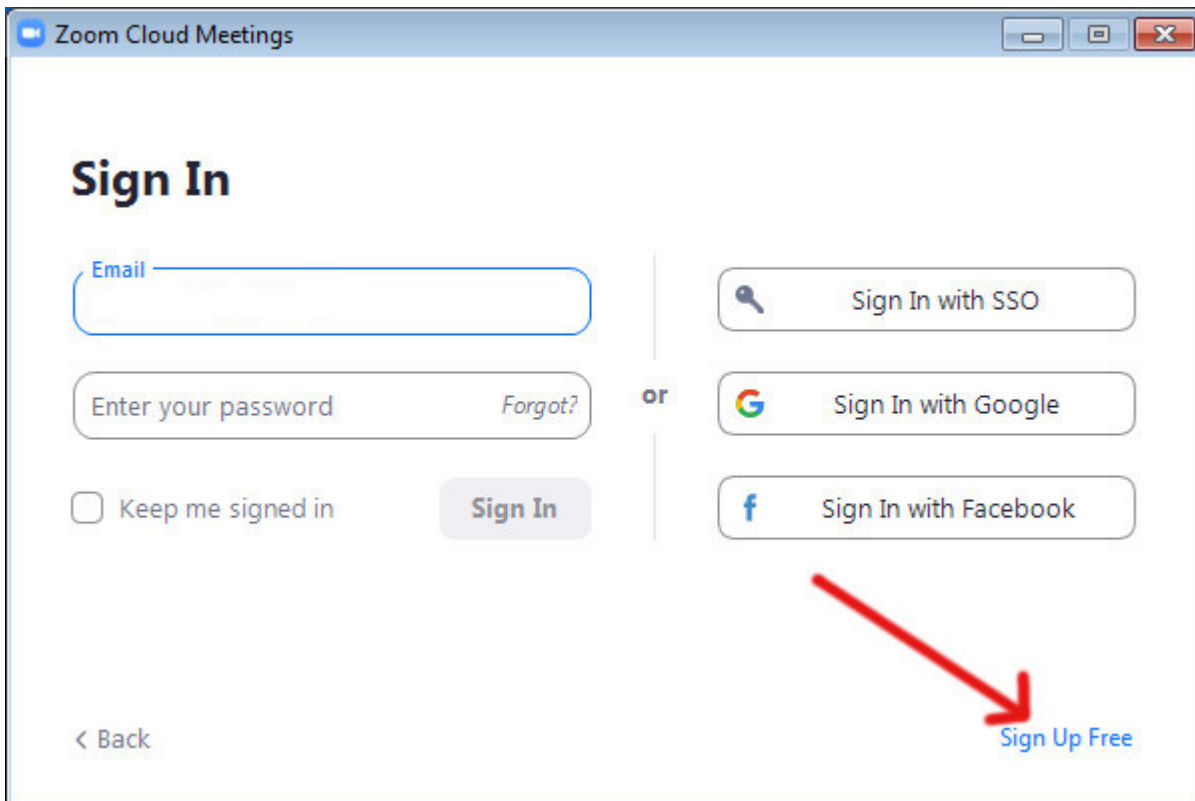 Zoom Cloud Meetings
Sign In
Email
Enter your password
Forgot?
Keep me signed in
Sign In
or
Sign In with SSO
Sign In with Google
Sign In with Facebook
< Back
Sign Up Free